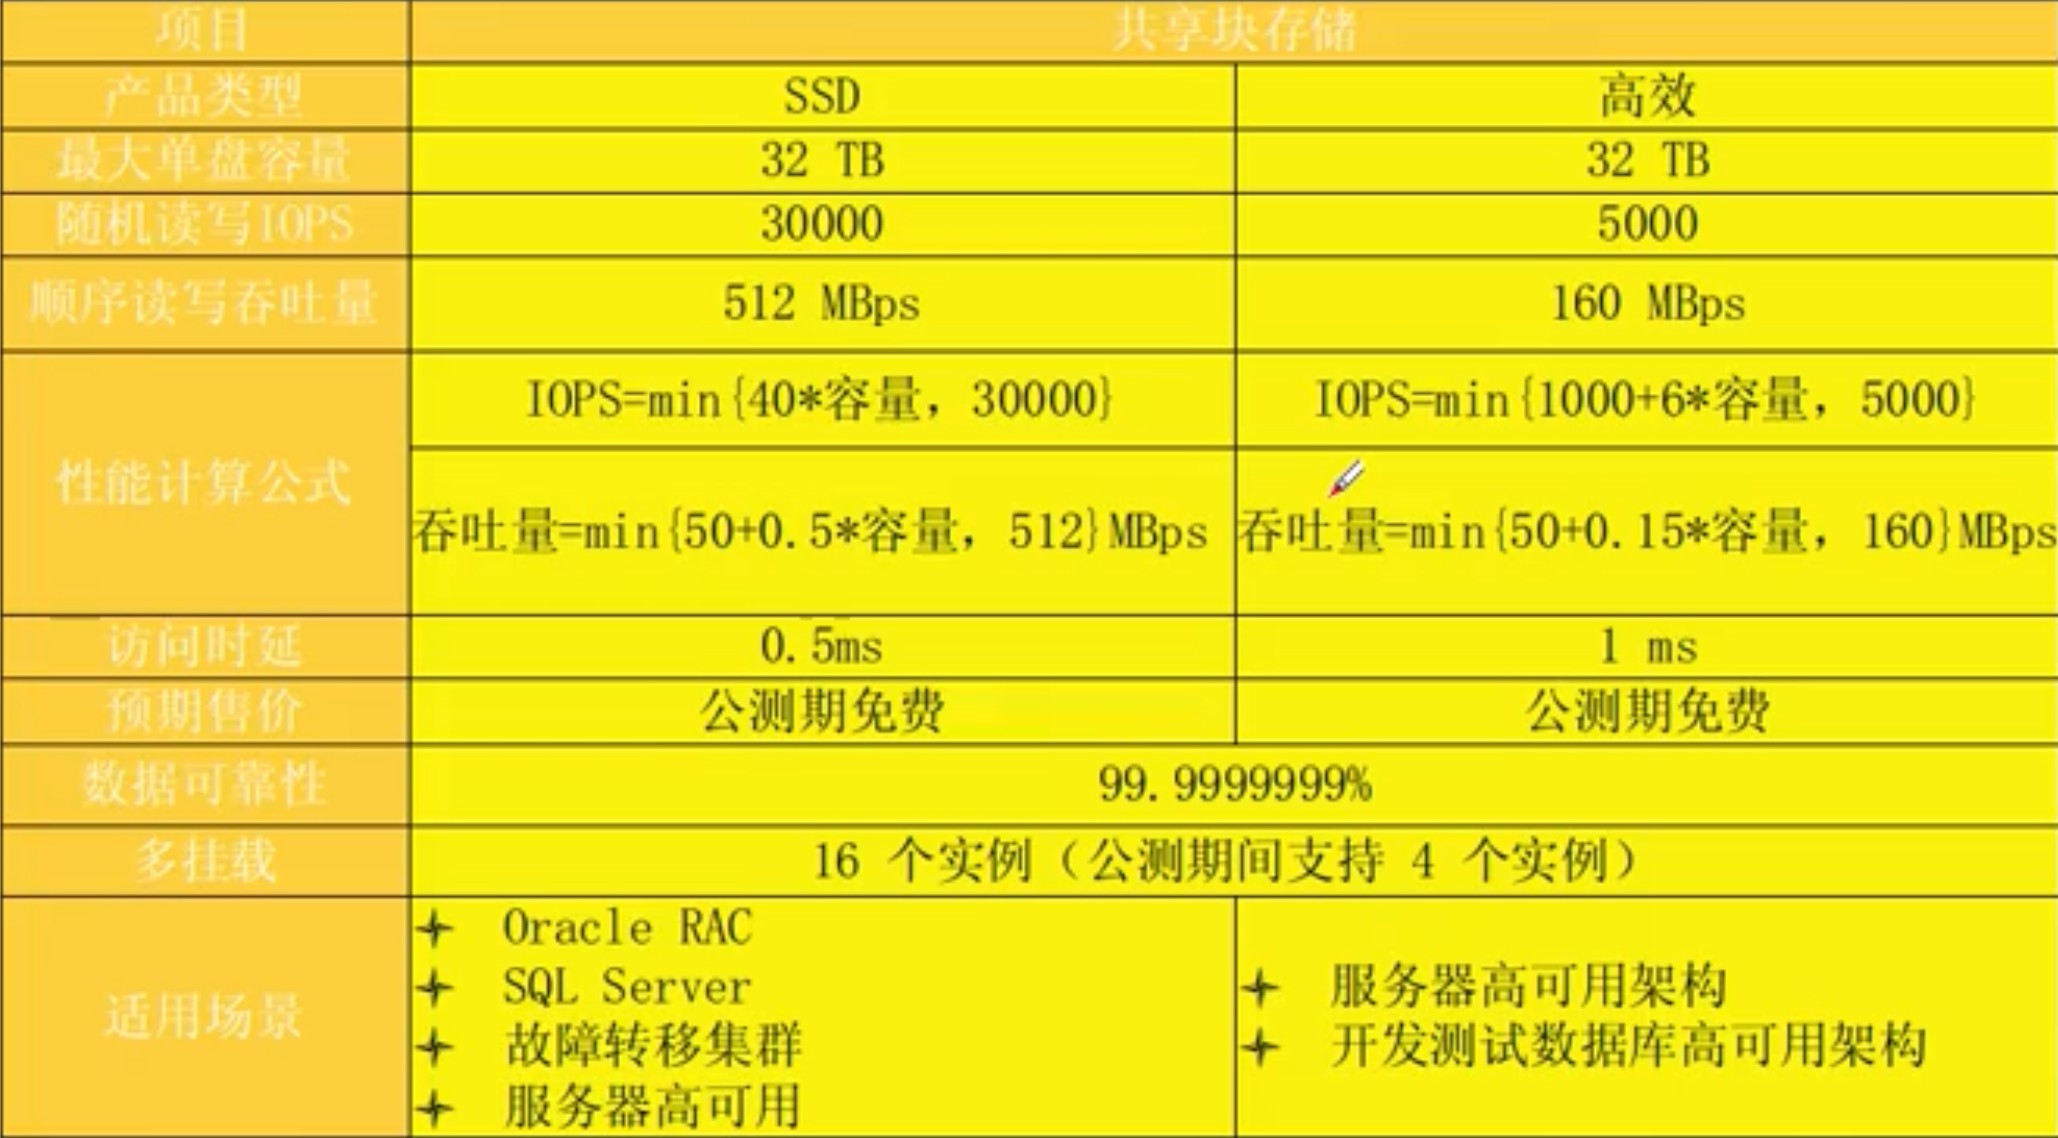 项目 共享块存储
产品类型 SSD 高效
最大单盘容量 32 TB 32 TB
随机读写IOPS 30000 5000
顺序读写吞吐量 512 MBps 160 MBps
性能计算公式
IOPS=min{40*容量，30000} IOPS=min{1000+6*容量，5000}
吞吐量=min{50+0.5*容量，512}MBps 吞吐量=min{50+0.15*容量，160}MBps
访问时延 0.5ms 1 ms
预期售价 公测期免费 公测期免费
数据可靠性 99.9999999%
多挂载 16 个实例（公测期间支持 4 个实例）
适用场景
Oracle RAC
SQL Server
故障转移集群
服务器高可用
服务器高可用架构
开发测试数据库高可用架构